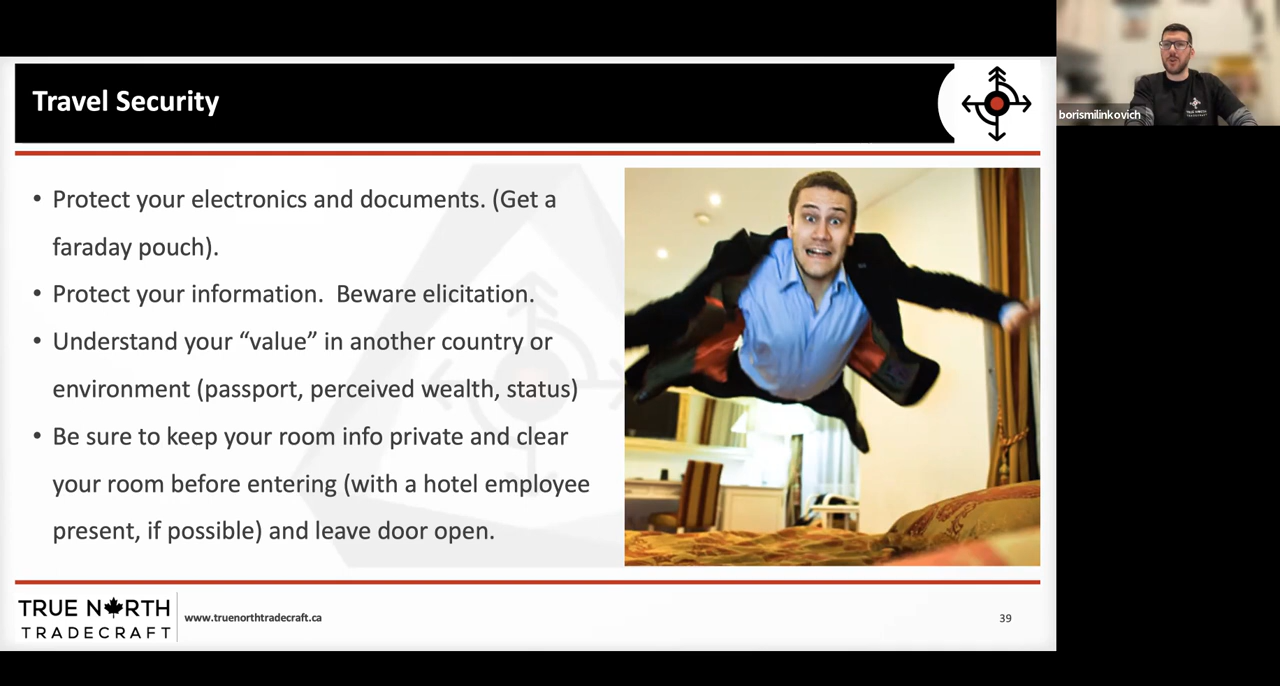 Travel Security
borismilinkovich
TRUE NORTH
TRADECRAFT
• Protect your electronics and documents. (Get a
faraday pouch).
• Protect your information.  Beware elicitation.
• Understand your “value” in another country or
environment (passport, perceived wealth, status)
• Be sure to keep your room info private and clear
your room before entering (with a hotel employee
present, if possible) and leave door open.
TRUE NORTH
TRADECRAFT
www.truenorthtradecraft.ca
39